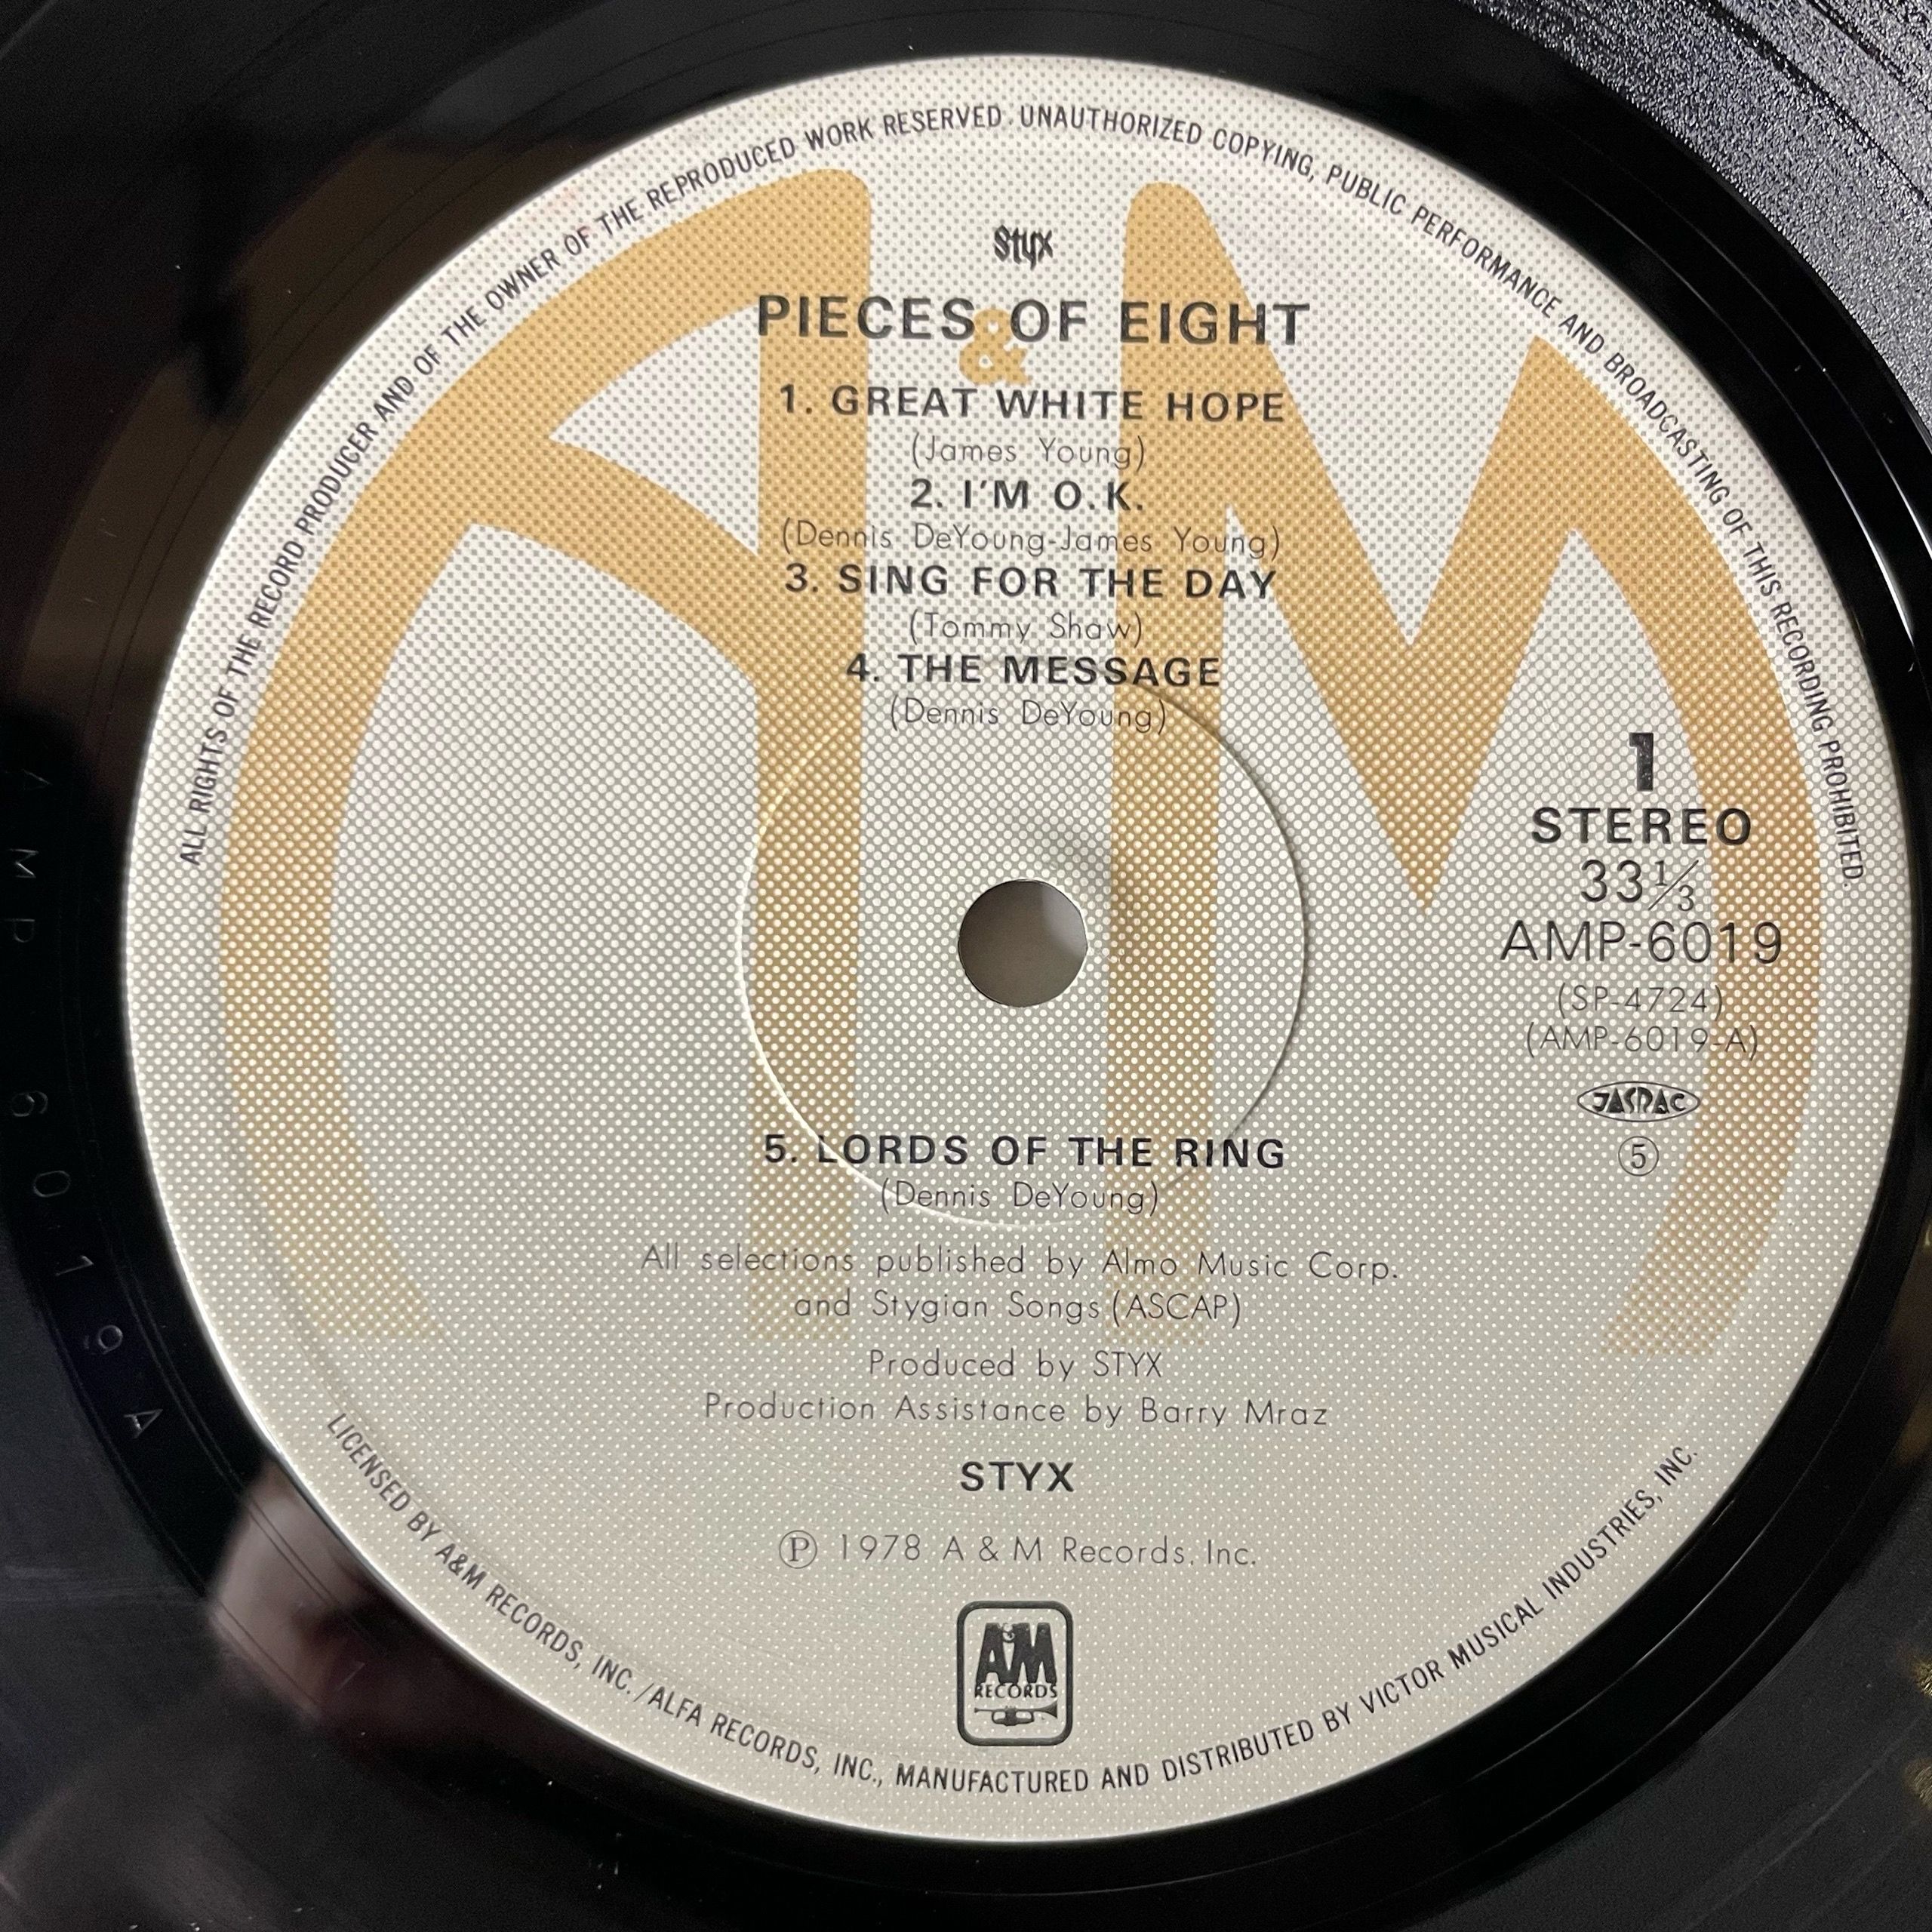 ALL RIGHTS OF THE RECORD PRODUCER AND OF THE OWNER OF THE REPRODUCED WORK RESERVED. UNAUTHORIZED COPYING, PUBLIC PERFORMANCE AND BROADCASTING OF THIS RECORDING PROHIBITED.
Styx
PIECES OF EIGHT
&
1. GREAT WHITE HOPE
(James Young)
2. I'M O.K.
(Dennis DeYoung-James Young)
3. SING FOR THE DAY
(Tommy Shaw)
4. THE MESSAGE
(Dennis DeYoung)
1
STEREO
33⅓
AMP-6019
(SP-4724)
(AMP-6019-A)
JASRAC
⑤
5. LORDS OF THE RING
(Dennis DeYoung)
All selections published by Almo Music Corp.
and Stygian Songs (ASCAP)
Produced by STYX
Production Assistance by Barry Mraz
STYX
Ⓟ 1978 A & M Records, Inc.
A&M
RECORDS
LICENSED BY A&M RECORDS, INC./ALFA RECORDS, INC., MANUFACTURED AND DISTRIBUTED BY VICTOR MUSICAL INDUSTRIES, INC.
AMP 6019 A
AM